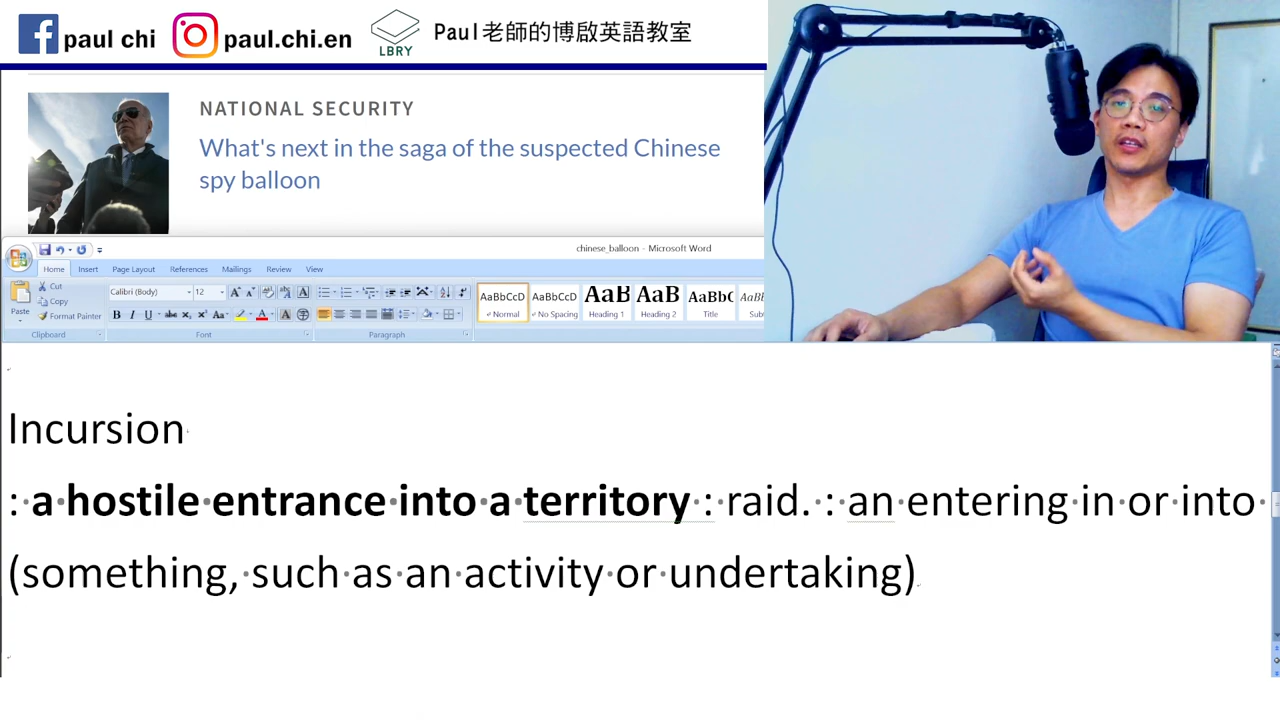 paul chi
paul.chi.en
LBRY
Paul老師的博啟英語教室
NATIONAL SECURITY
What's next in the saga of the suspected Chinese
spy balloon
chinese_balloon - Microsoft Word
Home Insert Page Layout References Mailings Review View
Paste
Cut
Copy
Format Painter
Calibri (Body) 12
AaBbCcD AaBbCcD AaBb AaB AaBbC
Normal No Spacing Heading 1 Heading 2 Title
Clipboard Font Paragraph
Incursion
: a hostile entrance into a territory : raid. : an entering in or into
(something, such as an activity or undertaking)